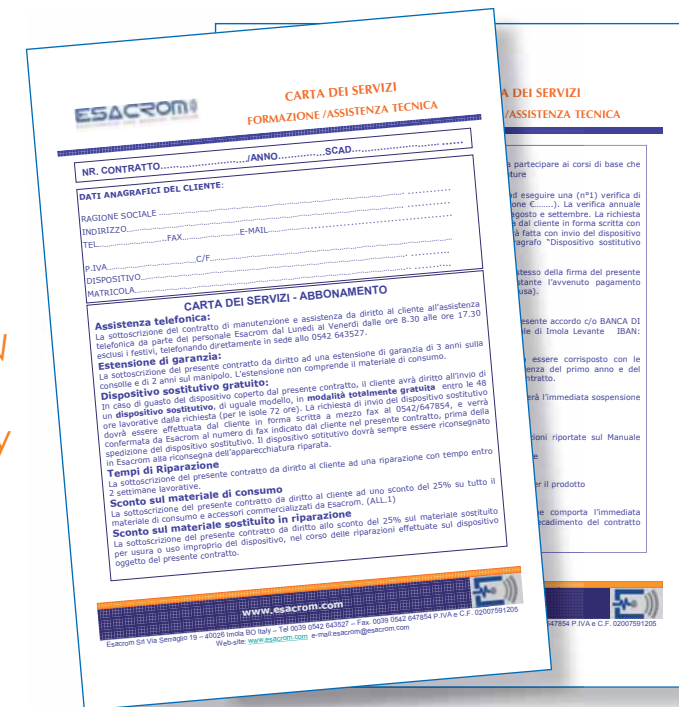 ESACROM
CARTA DEI SERVIZI
FORMAZIONE /ASSISTENZA TECNICA
NR. CONTRATTO............................./ANNO...............SCAD........................... ......
DATI ANAGRAFICI DEL CLIENTE:
RAGIONE SOCIALE ................................................................................ ...........
INDIRIZZO................................................................................ ...........
TEL......................FAX..................E-MAIL............................................................
P.IVA............................C/F............................................................................
DISPOSITIVO................................................................................ ...........
MATRICOLA................................................................................ ...........
CARTA DEI SERVIZI - ABBONAMENTO
Assistenza telefonica:
La sottoscrizione del contratto di manutenzione e assistenza da diritto al cliente all'assistenza
telefonica da parte del personale Esacrom dal Lunedi al Venerdi dalle ore 8.30 alle ore 17.30
esclusi i festivi, telefonando direttamente in sede allo 0542 643527.
Estensione di garanzia:
La sottoscrizione del presente contratto da diritto ad una estensione di garanzia di 3 anni sulla
consolle e di 2 anni sul manipolo. L'estensione non comprende il materiale di consumo.
Dispositivo sostitutivo gratuito:
In caso di guasto del dispositivo coperto dal presente contratto, il cliente avrà diritto all'invio di
un dispositivo sostitutivo, di uguale modello, in modalità totalmente gratuita entro le 48
ore lavorative dalla richiesta (per le isole 72 ore). La richiesta di invio del dispositivo sostitutivo
dovrà essere effettuata dal Cliente in forma scritta a mezzo fax al 0542/647854, e verrà
confermata da Esacrom al numero di fax indicato dal cliente nel presente contratto, prima della
spedizione del dispositivo sostitutivo. Il dispositivo sotitutivo dovrà sempre essere riconsegnato
in Esacrom alla riconsegna dell'apparecchiatura riparata.
Tempi di Riparazione
La sottoscrizione del presente contratto da diritto al cliente ad una riparazione con tempo entro
2 settimane lavorative.
Sconto sul materiale di consumo
La sottoscrizione del presente contratto da diritto al cliente ad uno sconto del 25% su tutto il
materiale di consumo e accessori commercializzati da Esacrom. (ALL.1)
Sconto sul materiale sostituto in riparazione
La sottoscrizione del presente contratto da diritto allo sconto del 25% sul materiale sostituito
per usura o uso improprio del dispositivo, nel corso delle riparazioni effettuate sul dispositivo
oggetto del presente contratto.
www.esacrom.com
Esacrom Srl Via Serraglio 19 – 40026 Imola BO Italy – Tel 0039 0542 643527 – Fax. 0039 0542 647854 P.IVA e C.F. 02007591205
Web-site: www.esacrom.com e-mail:esacrom@esacrom.com
A DEI SERVIZI
/ASSISTENZA TECNICA
a partecipare ai corsi di base che
ture
ad eseguire una (n°1) verifica di
one €.......). La verifica annuale
agosto e settembre. La richiesta
a dal cliente in forma scritta con
rà fatta con invio del dispositivo
ragrafo "Dispositivo sostitutivo
stesso della firma del presente
stante l'avvenuto pagamento
usa).
esente accordo c/o BANCA DI
le di Imola Levante IBAN:
essere corrisposto con le
enza del primo anno e del
ntratto.
erà l'immediata sospensione
ioni riportate sul Manuale
e
er il prodotto
ne comporta l'immediata
ecadimento del contratto
547854 P.IVA e C.F. 02007591205
y